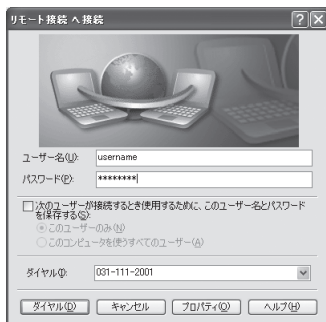 リモート接続 へ接続
ユーザー名(U): username
パスワード(P): ********
次のユーザーが接続するとき使用するために、このユーザー名とパスワード
を保存する(S):
このユーザーのみ(N)
このコンピュータを使うすべてのユーザー(A)
ダイヤル(I): 031-111-2001
ダイヤル(D) キャンセル プロパティ(O) ヘルプ(H)